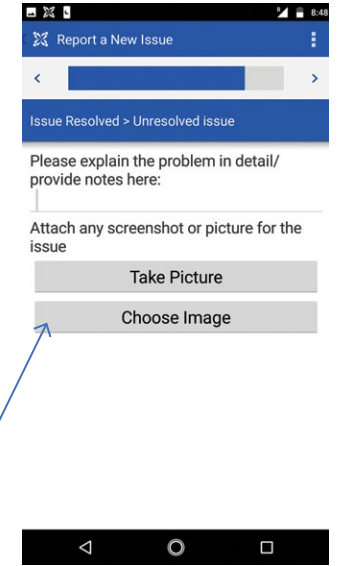 8:48
Report a New Issue
Issue Resolved > Unresolved issue
Please explain the problem in detail/
provide notes here:
Attach any screenshot or picture for the
issue
Take Picture
Choose Image